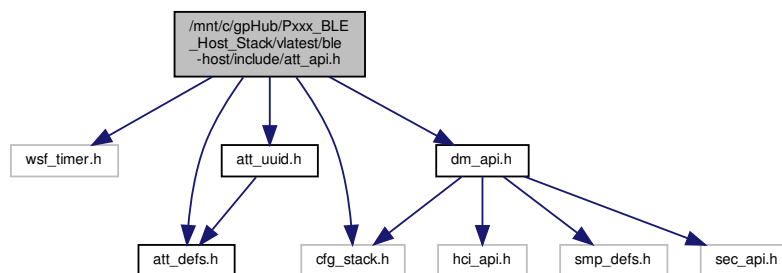 /mnt/c/gpHub/Pxxx_BLE
_Host_Stack/vlatest/ble
-host/include/att_api.h
wsf_timer.h
att_uuid.h
dm_api.h
att_defs.h
cfg_stack.h
hci_api.h
smp_defs.h
sec_api.h